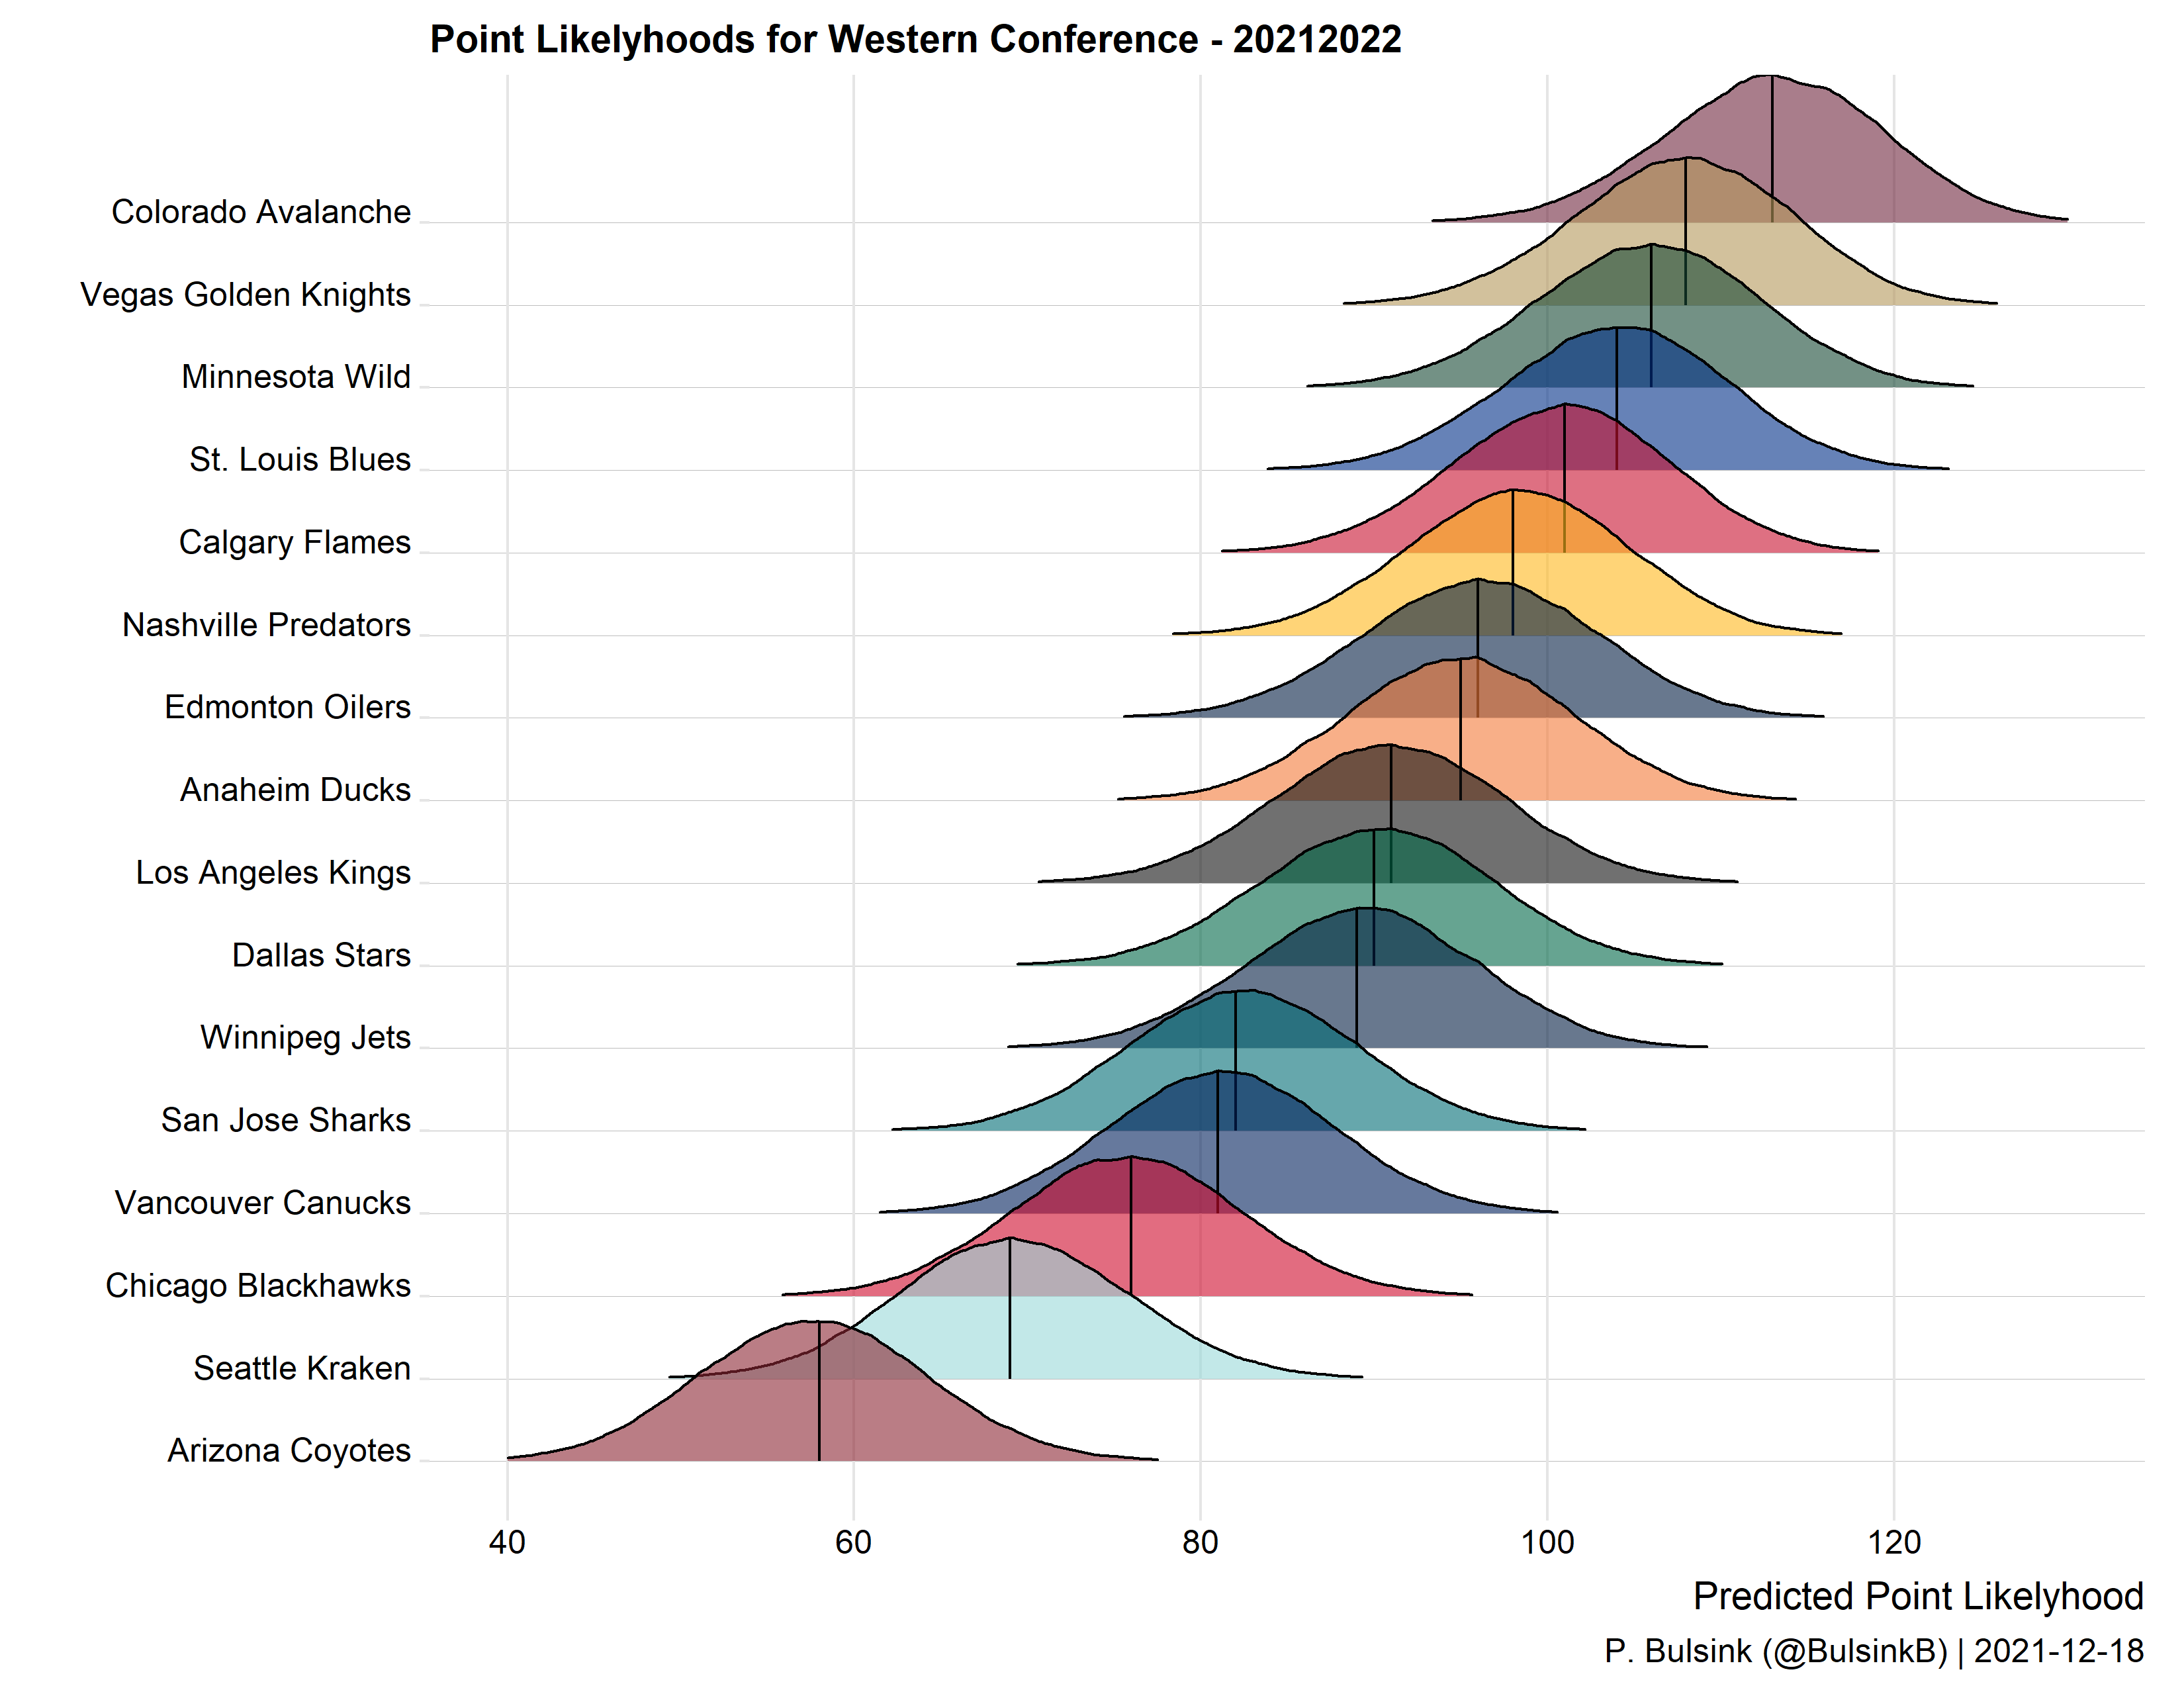 Point Likelyhoods for Western Conference - 20212022
Colorado Avalanche
Vegas Golden Knights
Minnesota Wild
St. Louis Blues
Calgary Flames
Nashville Predators
Edmonton Oilers
Anaheim Ducks
Los Angeles Kings
Dallas Stars
Winnipeg Jets
San Jose Sharks
Vancouver Canucks
Chicago Blackhawks
Seattle Kraken
Arizona Coyotes
40 60 80 100 120
Predicted Point Likelyhood
P. Bulsink (@BulsinkB) | 2021-12-18